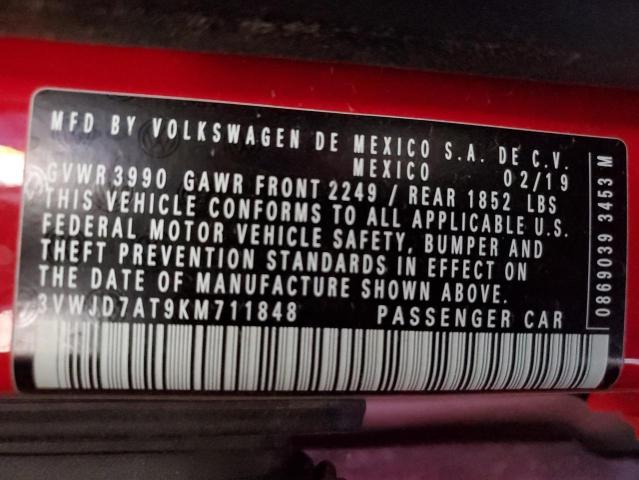 MFD BY VOLKSWAGEN DE MEXICO S.A. DE C.V.
MEXICO 02/19
GVWR 3990 GAWR FRONT 2249 / REAR 1852 LBS
THIS VEHICLE CONFORMS TO ALL APPLICABLE U.S.
FEDERAL MOTOR VEHICLE SAFETY, BUMPER AND
THEFT PREVENTION STANDARDS IN EFFECT ON
THE DATE OF MANUFACTURE SHOWN ABOVE.
3VWJD7AT9KM711848 PASSENGER CAR
0869039 3453 M